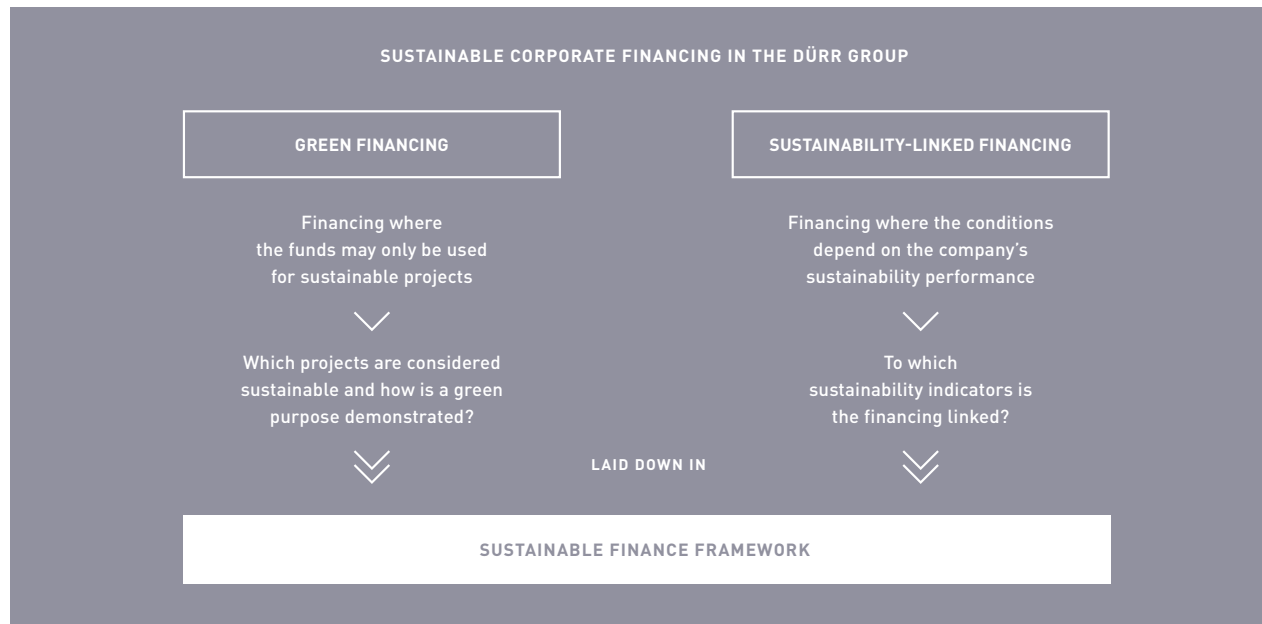 SUSTAINABLE CORPORATE FINANCING IN THE DÜRR GROUP
GREEN FINANCING
Financing where
the funds may only be used
for sustainable projects
Which projects are considered
sustainable and how is a green
purpose demonstrated?
SUSTAINABILITY-LINKED FINANCING
Financing where the conditions
depend on the company’s
sustainability performance
To which
sustainability indicators is
the financing linked?
LAID DOWN IN
SUSTAINABLE FINANCE FRAMEWORK